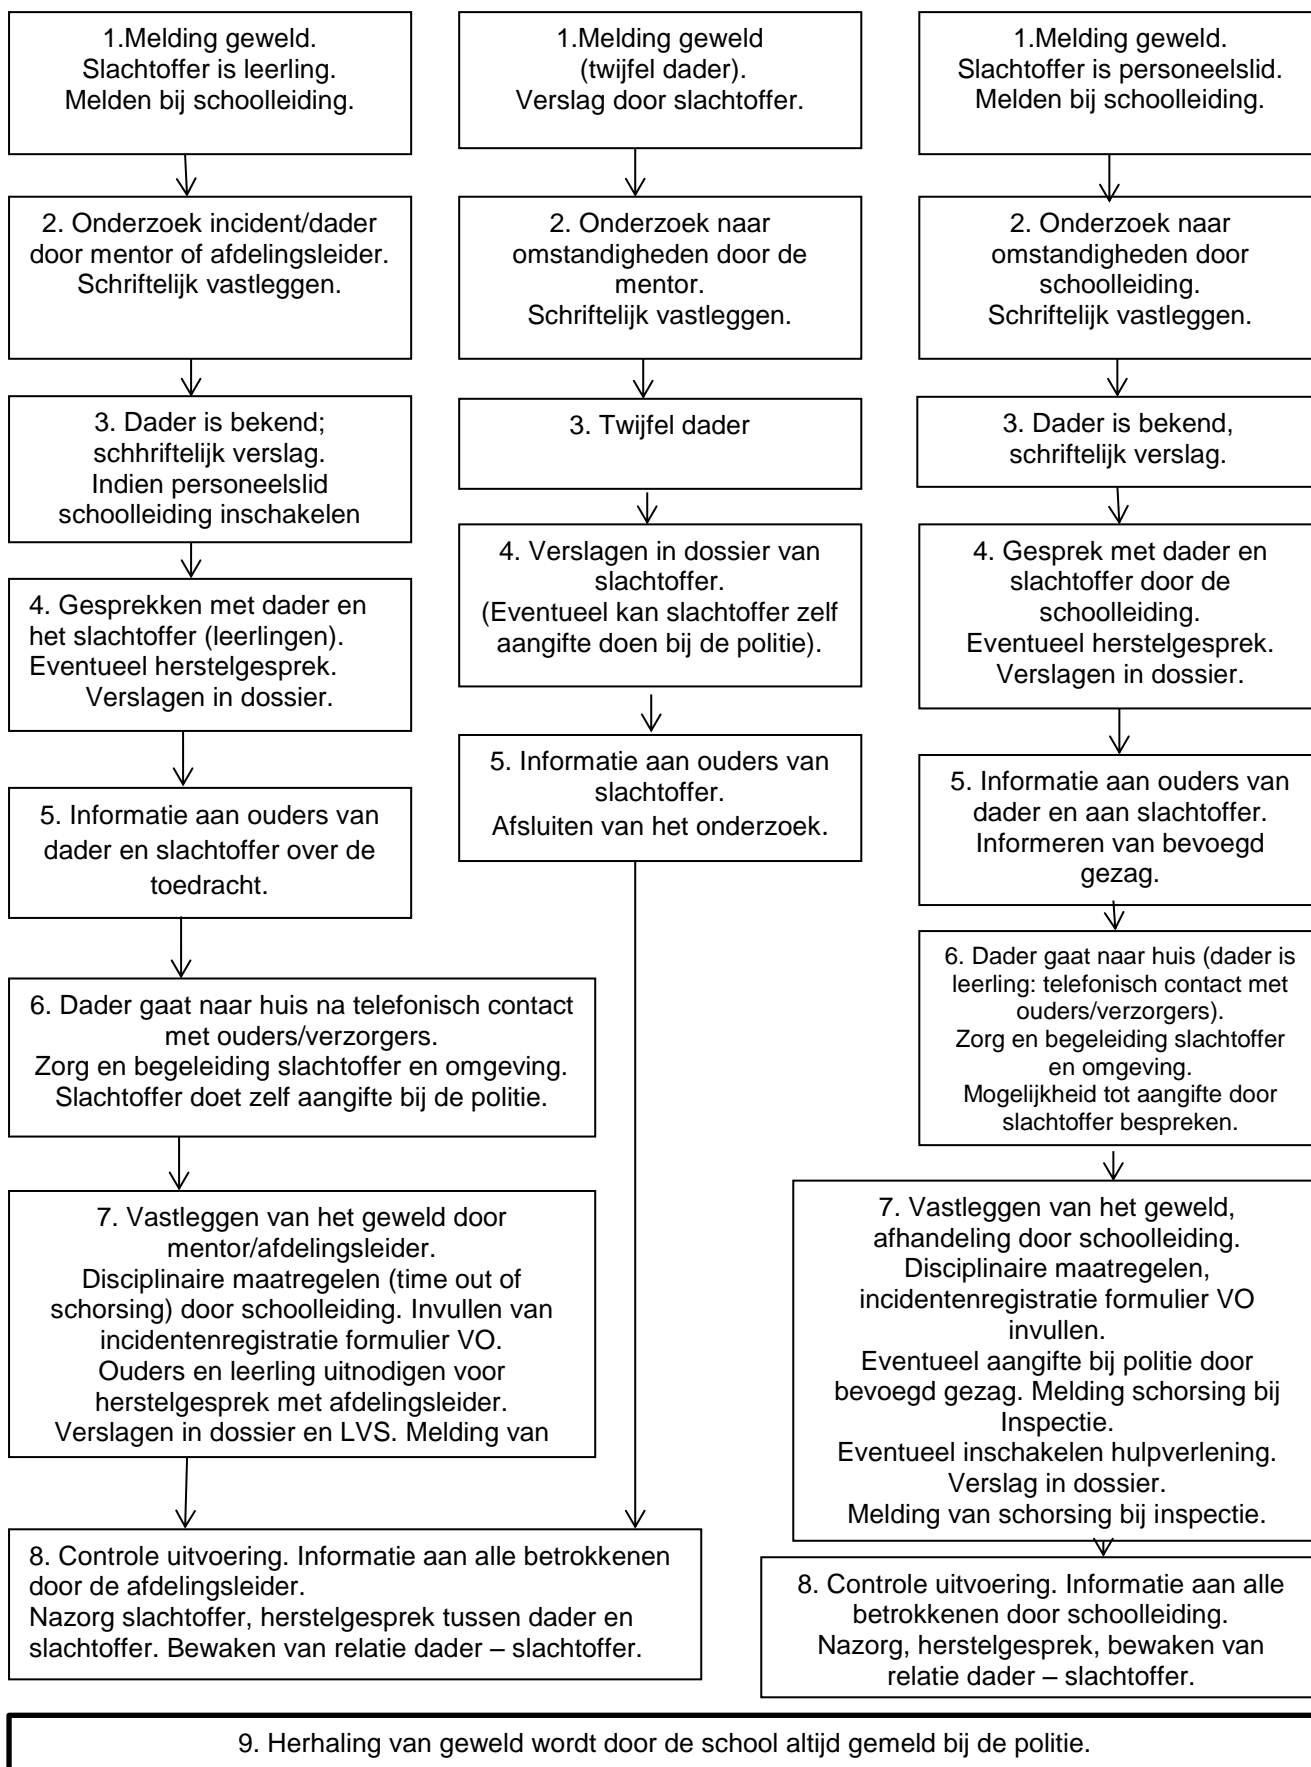 1.Melding geweld.
Slachtoffer is leerling.
Melden bij schoolleiding.
2. Onderzoek incident/dader
door mentor of afdelingsleider.
Schriftelijk vastleggen.
3. Dader is bekend;
schhriftelijk verslag.
Indien personeelslid
schoolleiding inschakelen
4. Gesprekken met dader en
het slachtoffer (leerlingen).
Eventueel herstelgesprek.
Verslagen in dossier.
5. Informatie aan ouders van
dader en slachtoffer over de
toedracht.
6. Dader gaat naar huis na telefonisch contact
met ouders/verzorgers.
Zorg en begeleiding slachtoffer en omgeving.
Slachtoffer doet zelf aangifte bij de politie.
7. Vastleggen van het geweld door
mentor/afdelingsleider.
Disciplinaire maatregelen (time out of
schorsing) door schoolleiding. Invullen van
incidentenregistratie formulier VO.
Ouders en leerling uitnodigen voor
herstelgesprek met afdelingsleider.
Verslagen in dossier en LVS. Melding van
1.Melding geweld
(twijfel dader).
Verslag door slachtoffer.
2. Onderzoek naar
omstandigheden door de
mentor.
Schriftelijk vastleggen.
3. Twijfel dader
4. Verslagen in dossier van
slachtoffer.
(Eventueel kan slachtoffer zelf
aangifte doen bij de politie).
5. Informatie aan ouders van
slachtoffer.
Afsluiten van het onderzoek.
8. Controle uitvoering. Informatie aan alle betrokkenen
door de afdelingsleider.
Nazorg slachtoffer, herstelgesprek tussen dader en
slachtoffer. Bewaken van relatie dader – slachtoffer.
1.Melding geweld.
Slachtoffer is personeelslid.
Melden bij schoolleiding.
2. Onderzoek naar
omstandigheden door
schoolleiding.
Schriftelijk vastleggen.
3. Dader is bekend,
schriftelijk verslag.
4. Gesprek met dader en
slachtoffer door de
schoolleiding.
Eventueel herstelgesprek.
Verslagen in dossier.
5. Informatie aan ouders van
dader en aan slachtoffer.
Informeren van bevoegd
gezag.
6. Dader gaat naar huis (dader is
leerling: telefonisch contact met
ouders/verzorgers).
Zorg en begeleiding slachtoffer
en omgeving.
Mogelijkheid tot aangifte door
slachtoffer bespreken.
7. Vastleggen van het geweld,
afhandeling door schoolleiding.
Disciplinaire maatregelen,
incidentenregistratie formulier VO
invullen.
Eventueel aangifte bij politie door
bevoegd gezag. Melding schorsing bij
Inspectie.
Eventueel inschakelen hulpverlening.
Verslag in dossier.
Melding van schorsing bij inspectie.
8. Controle uitvoering. Informatie aan alle
betrokkenen door schoolleiding.
Nazorg, herstelgesprek, bewaken van
relatie dader – slachtoffer.
9. Herhaling van geweld wordt door de school altijd gemeld bij de politie.